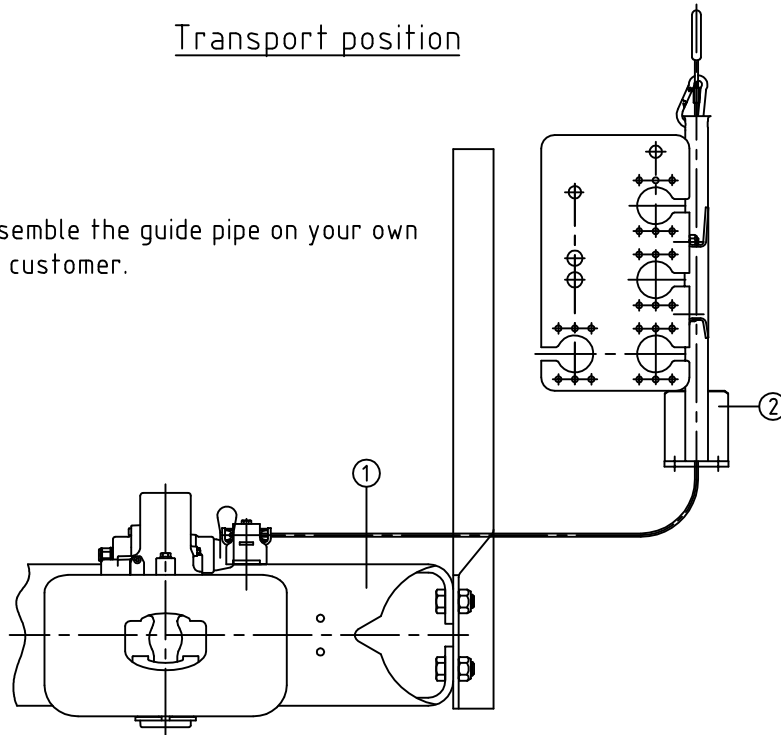 Transport position
semble the guide pipe on your own
customer.
2
1